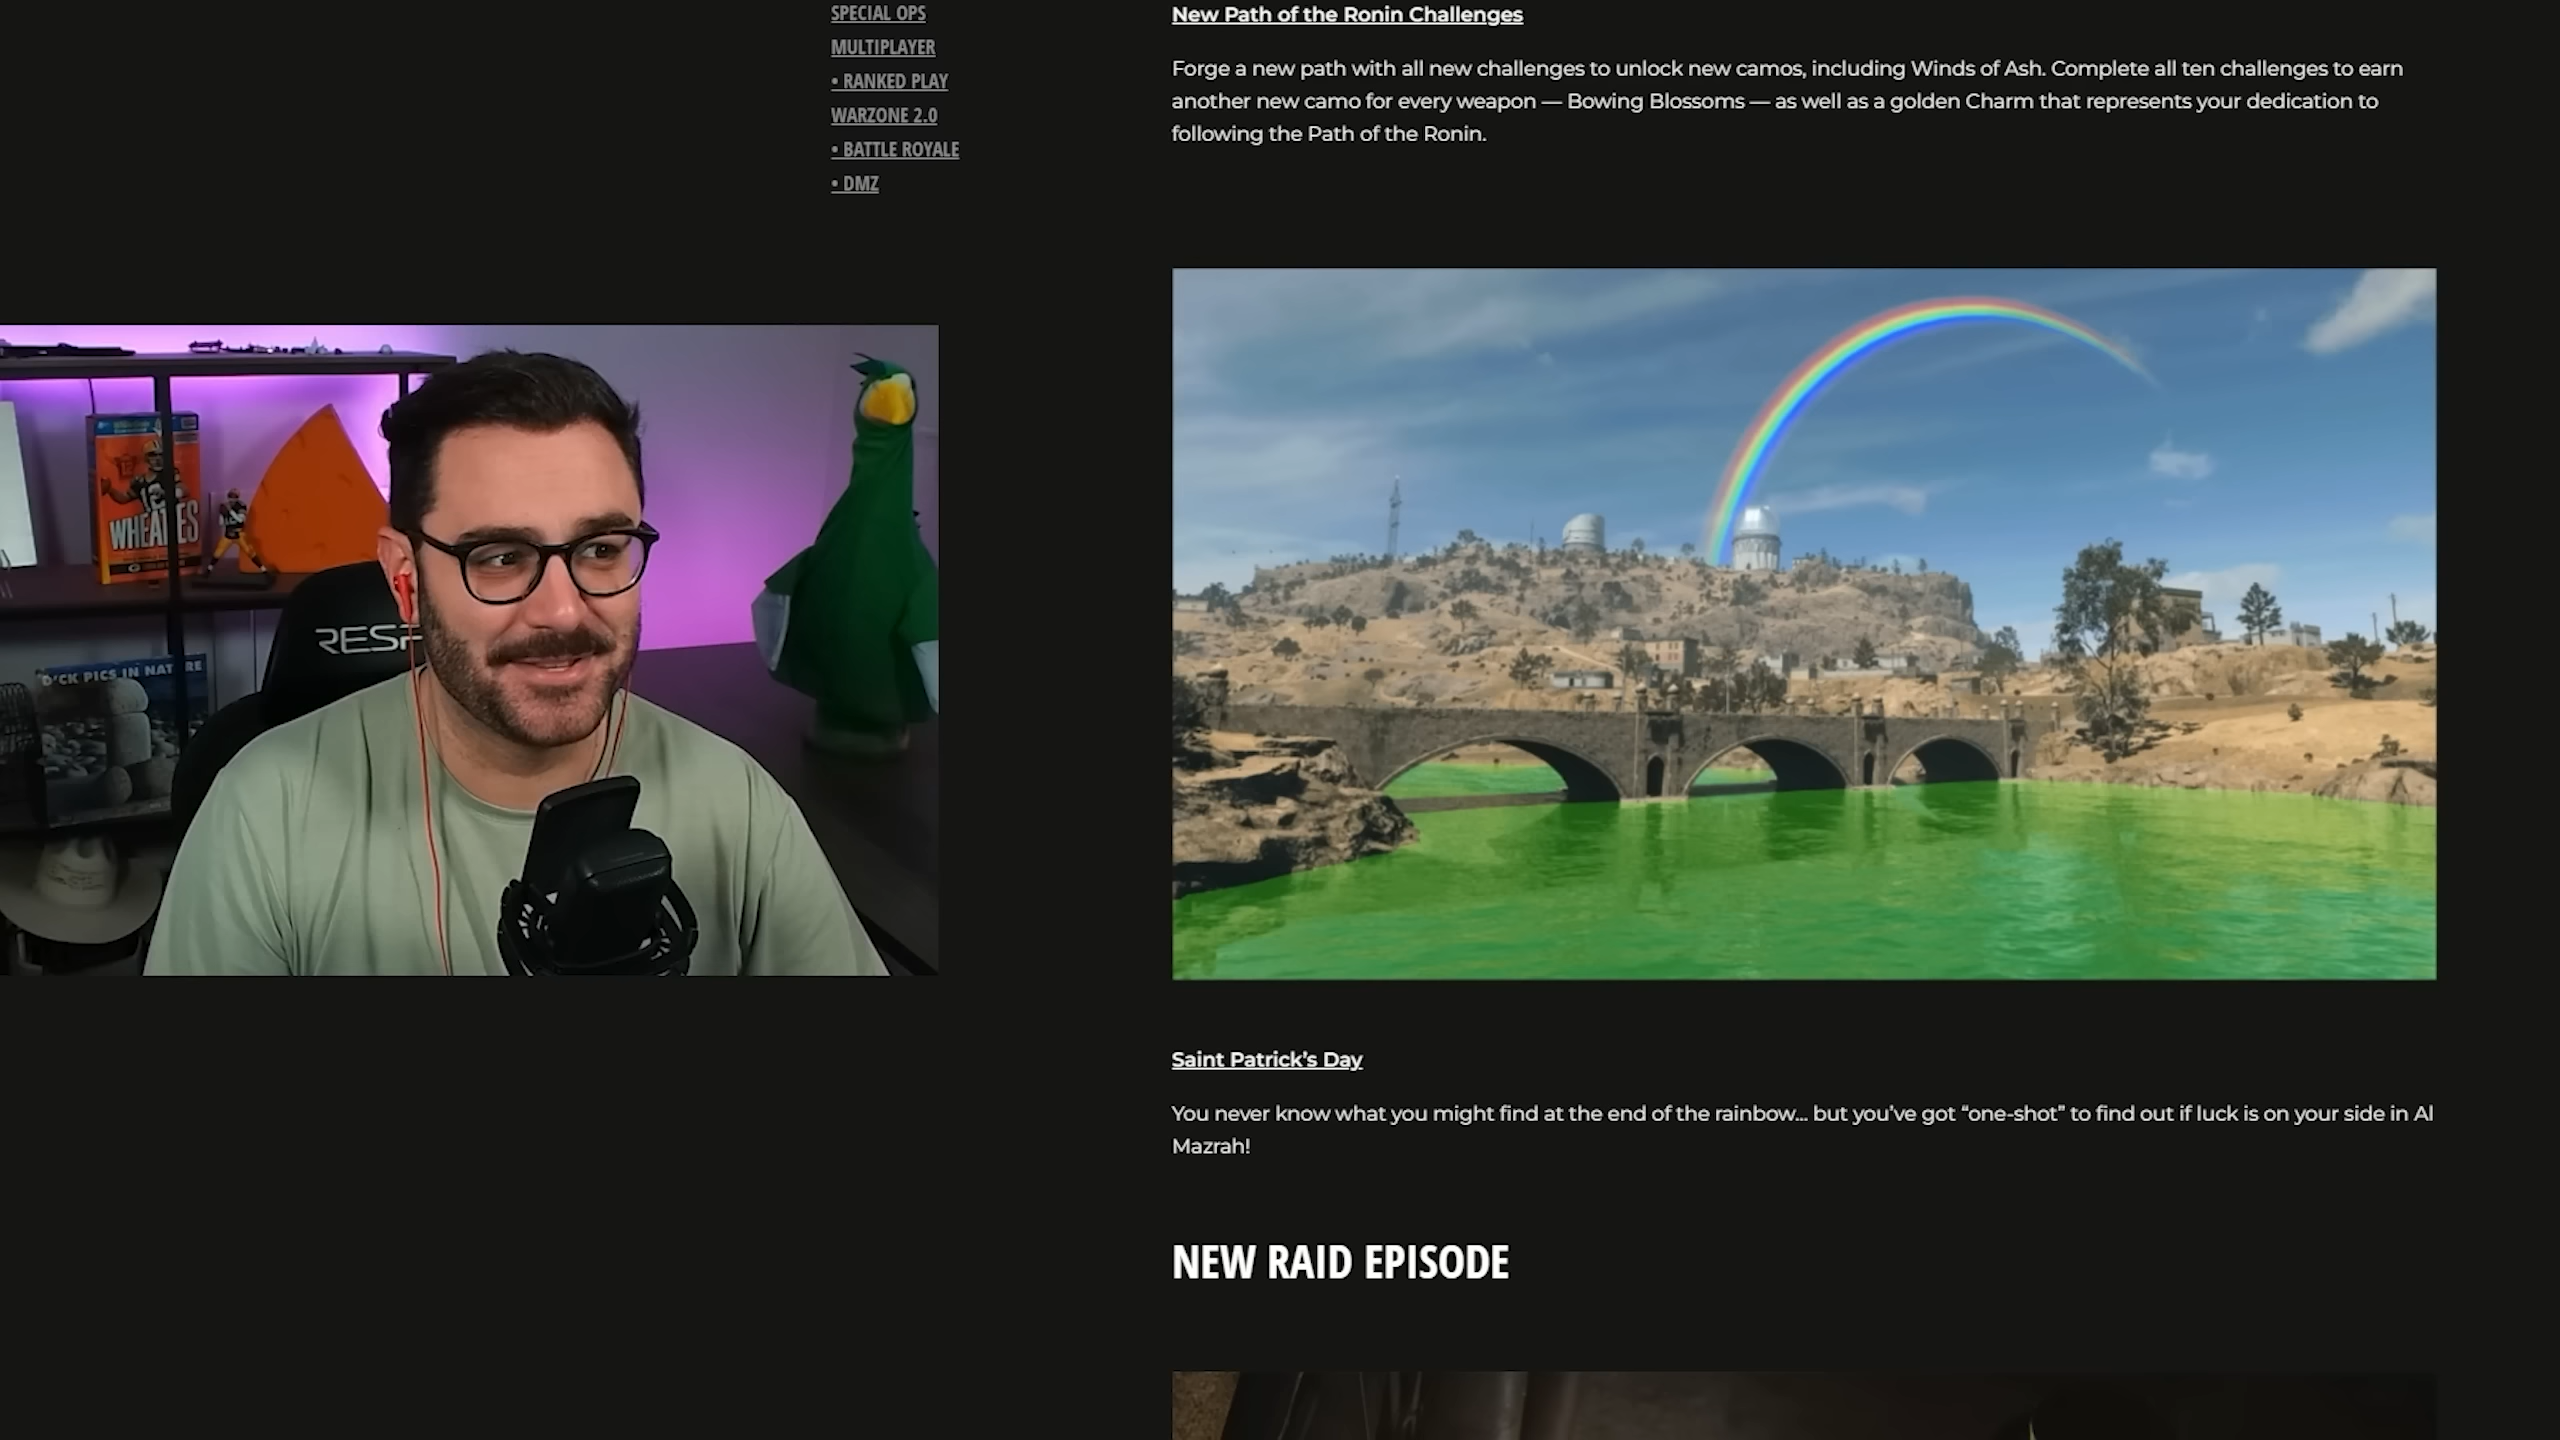 SPECIAL OPS
MULTIPLAYER
• RANKED PLAY
WARZONE 2.0
• BATTLE ROYALE
• DMZ
New Path of the Ronin Challenges
Forge a new path with all new challenges to unlock new camos, including Winds of Ash. Complete all ten challenges to earn
another new camo for every weapon — Bowing Blossoms — as well as a golden Charm that represents your dedication to
following the Path of the Ronin.
WHEATIES
RESP
D*CK PICS IN NATURE
Saint Patrick’s Day
You never know what you might find at the end of the rainbow... but you’ve got “one-shot” to find out if luck is on your side in Al
Mazrah!
NEW RAID EPISODE